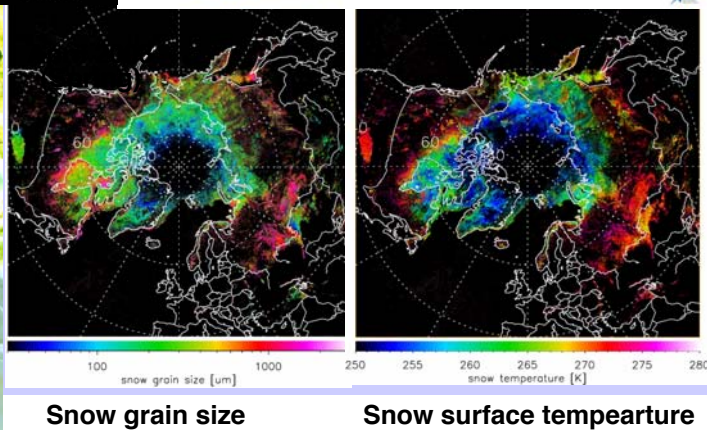 60
60
100
1000
250
255
260
265
270
275
280
snow grain size [um]
snow temperature [K]
Snow grain size
Snow surface tempearture